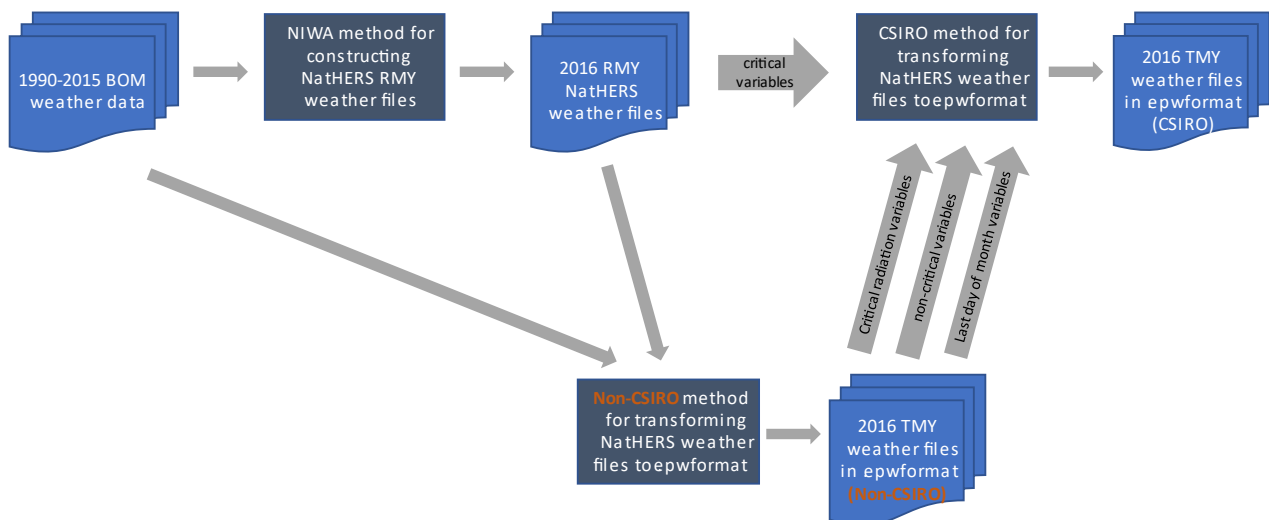 1990-2015 BOM
weather data
NIWA method for
constructing
NatHERS RMY
weather files
2016 RMY
NatHERS
weather files
critical
variables
CSIRO method for
transforming
NatHERS weather
files toepwformat
2016 TMY
weather files
in epwformat
(CSIRO)
Critical radiation variables
non-critical variables
Last day of month variables
Non-CSIRO method
for transforming
NatHERS weather
files toepwformat
2016 TMY
weather files
in epwformat
(Non-CSIRO)